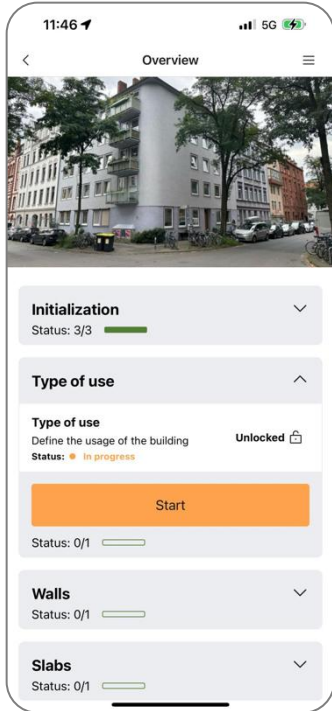 11:46
5G
Overview
Initialization
Status: 3/3
Type of use
Type of use
Define the usage of the building
Unlocked
Status: In progress
Start
Status: 0/1
Walls
Status: 0/1
Slabs
Status: 0/1